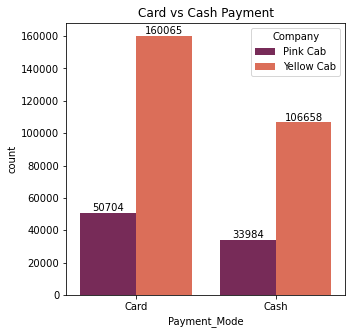 Card vs Cash Payment
160000
140000
120000
100000
80000
60000
40000
20000
0
count
160065
106658
50704
33984
Company
Pink Cab
Yellow Cab
Card
Cash
Payment_Mode